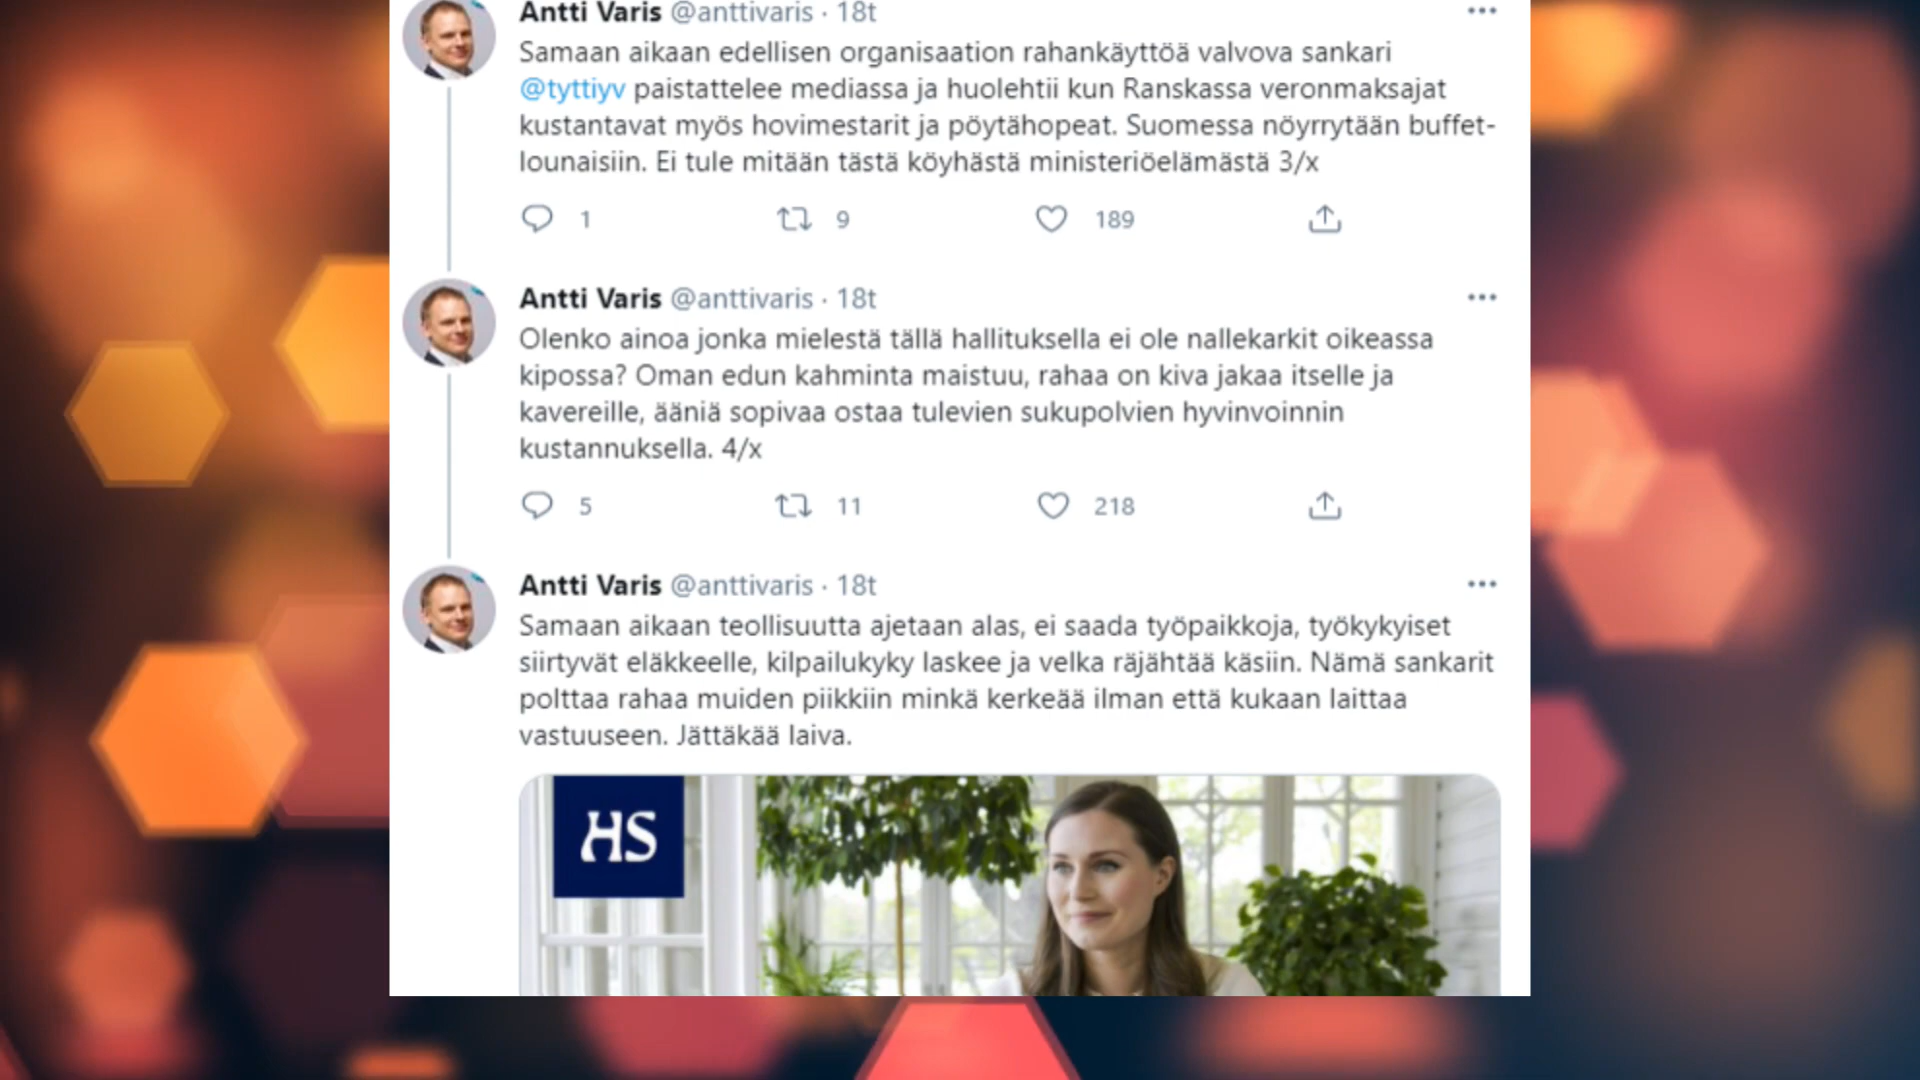 Antti Varis @anttivaris · 18t
Samaan aikaan edellisen organisaation rahankäyttöä valvova sankari
@tyttiyv paistattelee mediassa ja huolehtii kun Ranskassa veronmaksajat
kustantavat myös hovimestarit ja pöytähopeat. Suomessa nöyrrytään buffet-
lounaisiin. Ei tule mitään tästä köyhästä ministeriöelämästä 3/x
1 9 189
Antti Varis @anttivaris · 18t
Olenko ainoa jonka mielestä tällä hallituksella ei ole nallekarkit oikeassa
kipossa? Oman edun kahminta maistuu, rahaa on kiva jakaa itselle ja
kavereille, ääniä sopivaa ostaa tulevien sukupolvien hyvinvoinnin
kustannuksella. 4/x
5 11 218
Antti Varis @anttivaris · 18t
Samaan aikaan teollisuutta ajetaan alas, ei saada työpaikkoja, työkykyiset
siirtyvät eläkkeelle, kilpailukyky laskee ja velka räjähtää käsiin. Nämä sankarit
polttaa rahaa muiden piikkiin minkä kerkeää ilman että kukaan laittaa
vastuuseen. Jättäkää laiva.
HS